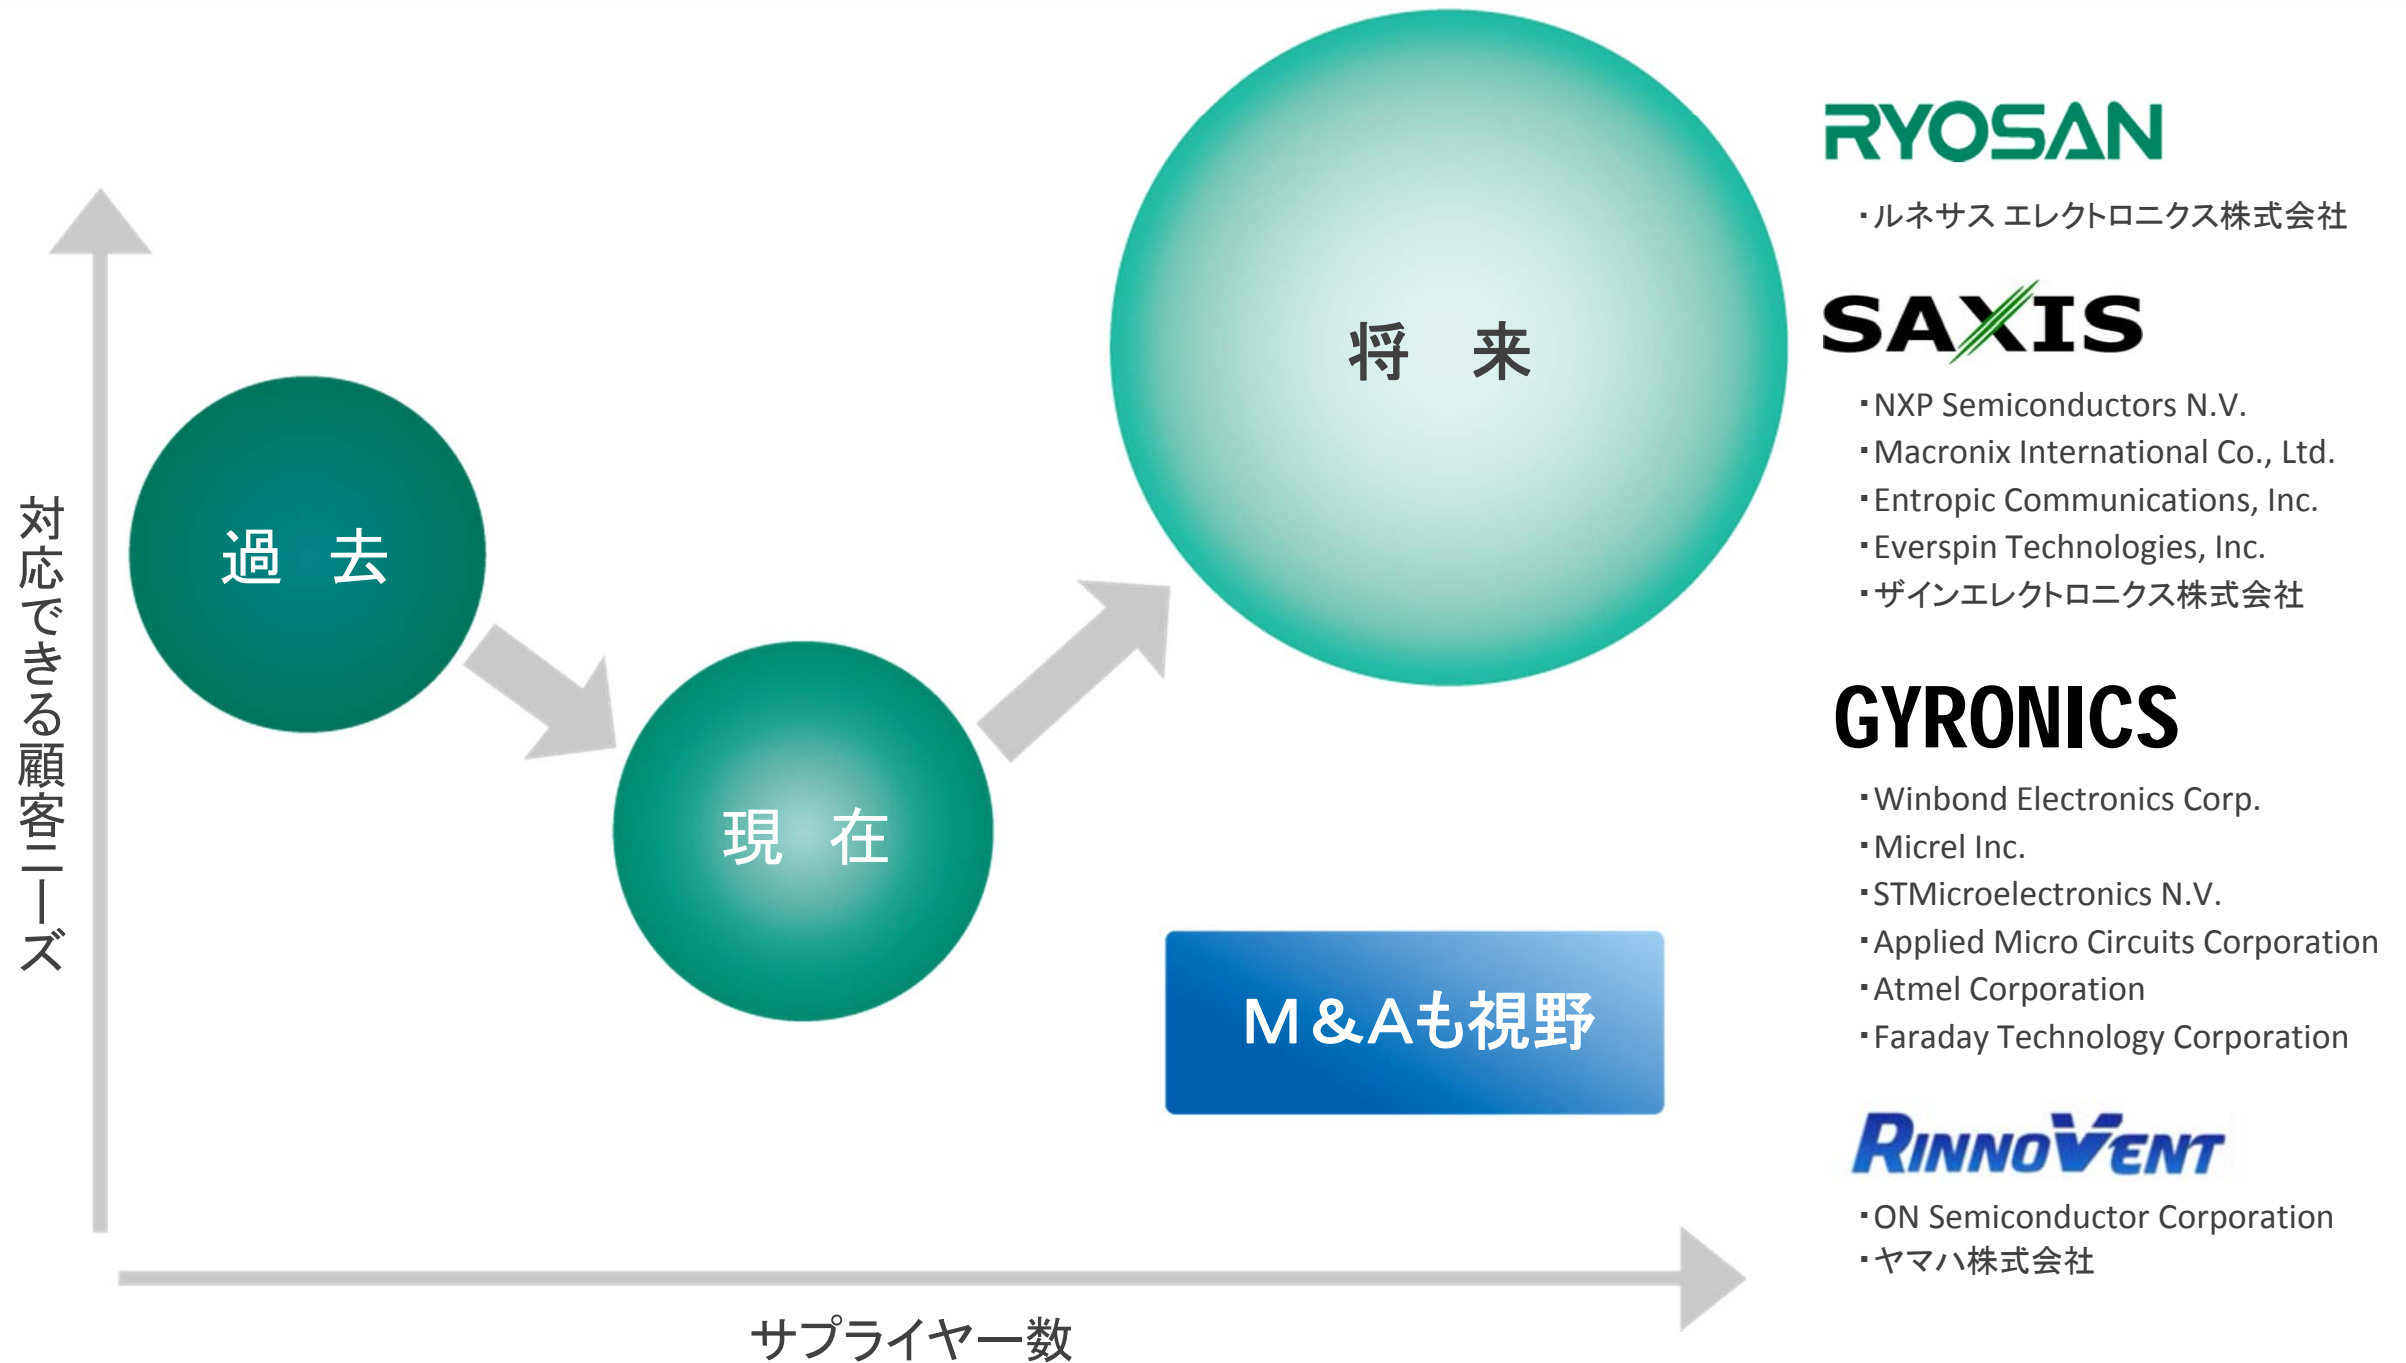 対応できる顧客ニーズ
過 去
現 在
将 来
M&Aも視野
サプライヤー数
RYOSAN
・ルネサス エレクトロニクス株式会社
SAXIS
・NXP Semiconductors N.V.
・Macronix International Co., Ltd.
・Entropic Communications, Inc.
・Everspin Technologies, Inc.
・ザインエレクトロニクス株式会社
GYRONICS
・Winbond Electronics Corp.
・Micrel Inc.
・STMicroelectronics N.V.
・Applied Micro Circuits Corporation
・Atmel Corporation
・Faraday Technology Corporation
RINNOVENT
・ON Semiconductor Corporation
・ヤマハ株式会社